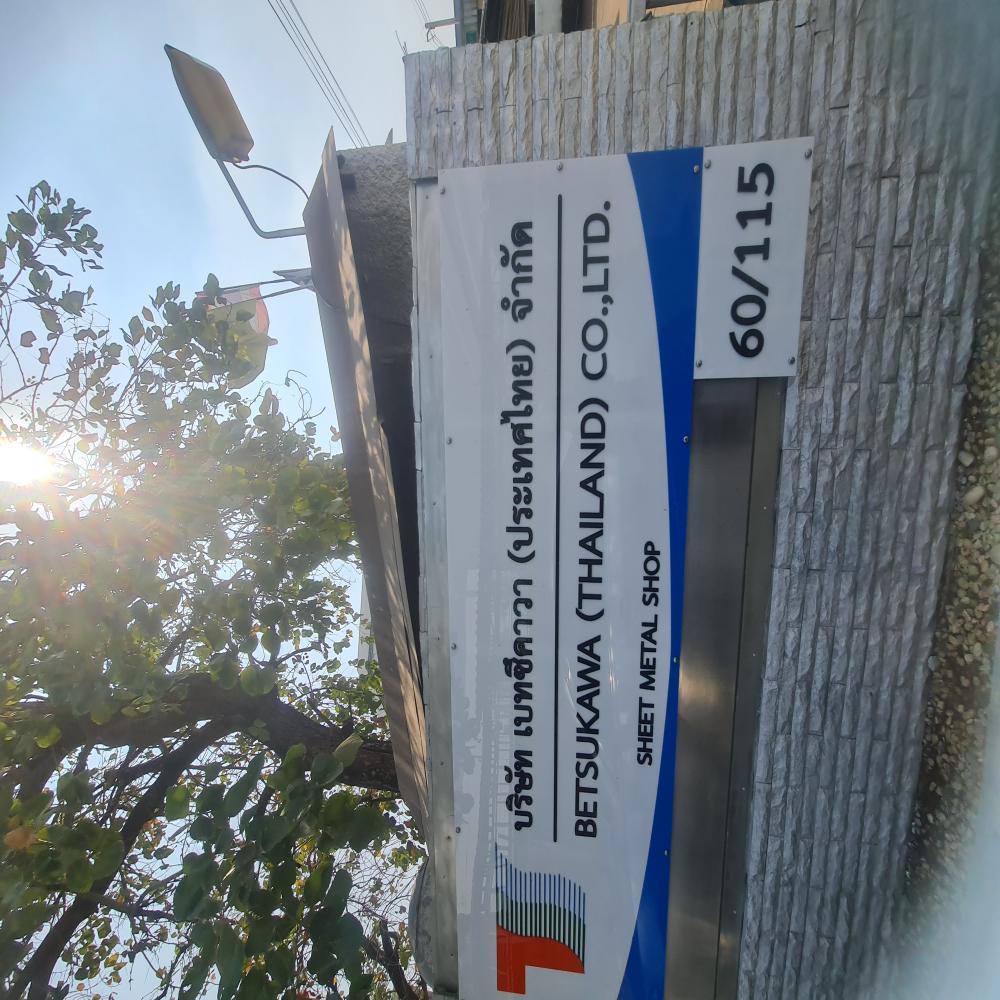 บริษัท เบทซึคาวา (ประเทศไทย) จำกัด
BETSUKAWA (THAILAND) CO.,LTD.
SHEET METAL SHOP
60/115